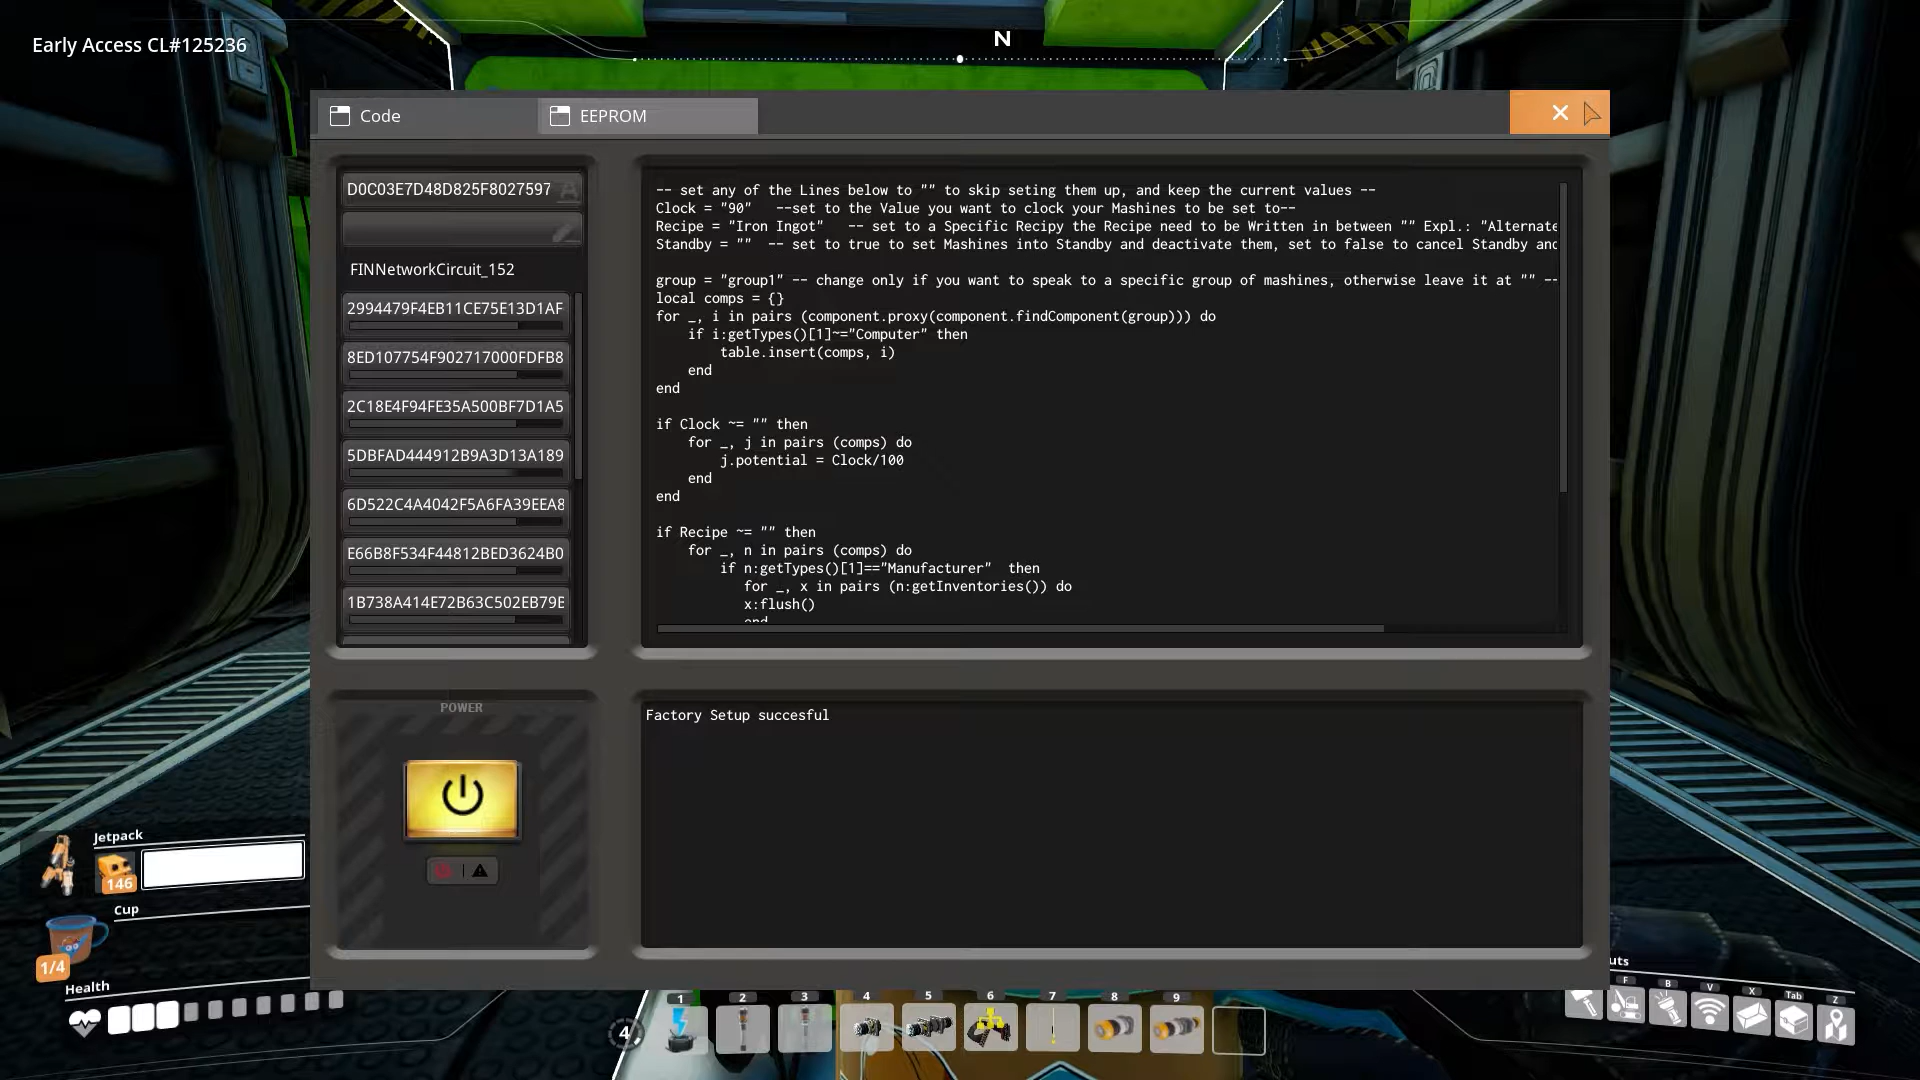 Early Access CL#125236
N
Code
EEPROM
D0C03E7D48D825F8027597
FINNetworkCircuit_152
2994479F4EB11CE75E13D1AF
8ED107754F902717000FDFB8
2C18E4F94FE35A500BF7D1A5
5DBFAD444912B9A3D13A189
6D522C4A4042F5A6FA39EEA8
E66B8F534F44812BED3624B0
1B738A414E72B63C502EB79E
-- set any of the Lines below to "" to skip seting them up, and keep the current values --
Clock = "90"   --set to the Value you want to clock your Mashines to be set to--
Recipe = "Iron Ingot"   -- set to a Specific Recipy the Recipe need to be Written in between "" Expl.: "Alternate
Standby = ""  -- set to true to set Mashines into Standby and deactivate them, set to false to cancel Standby and
group = "group1" -- change only if you want to speak to a specific group of mashines, otherwise leave it at "" --
local comps = {}
for _, i in pairs (component.proxy(component.findComponent(group))) do
    if i:getTypes()[1]~="Computer" then
        table.insert(comps, i)
    end
end
if Clock ~= "" then
    for _, j in pairs (comps) do
        j.potential = Clock/100
    end
end
if Recipe ~= "" then
    for _, n in pairs (comps) do
        if n:getTypes()[1]=="Manufacturer"  then
           for _, x in pairs (n:getInventories()) do
           x:flush()
           end
POWER
Factory Setup succesful
Jetpack
146
Cup
1/4
Health
4
1 2 3 4 5 6 7 8 9
uts
F B V X Tab Z